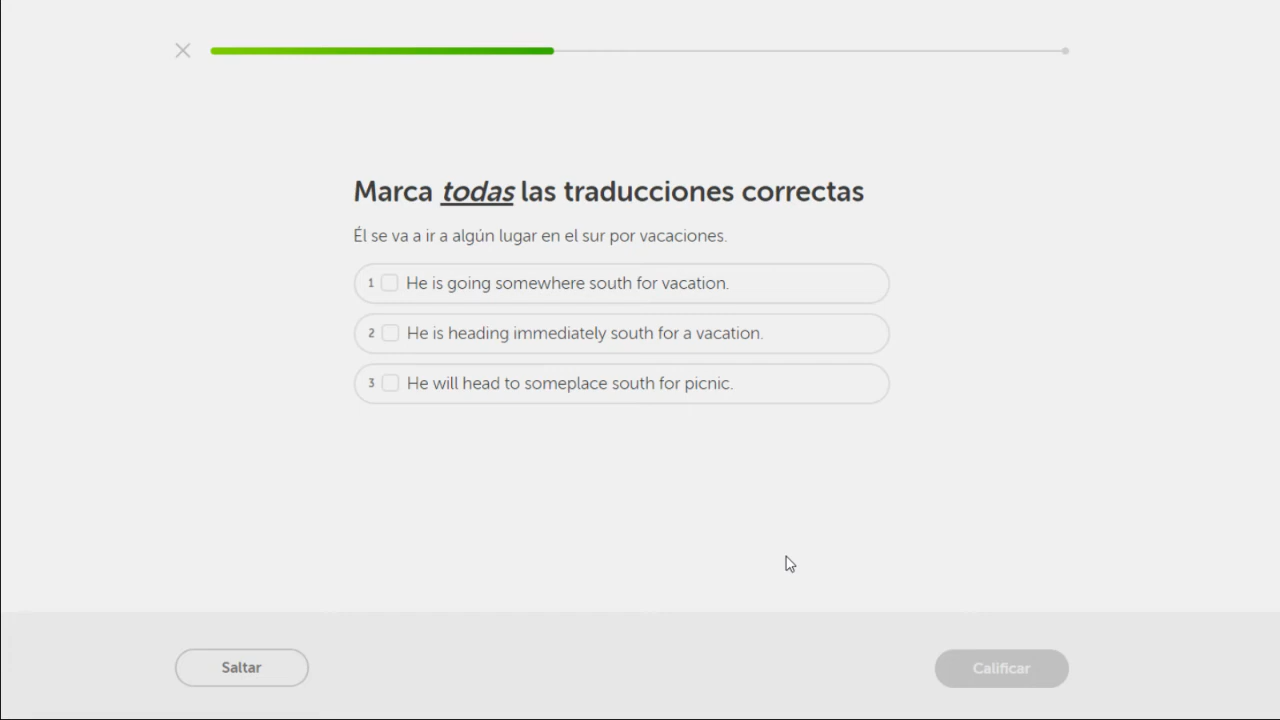 Marca todas las traducciones correctas
Él se va a ir a algún lugar en el sur por vacaciones.
1 He is going somewhere south for vacation.
2 He is heading immediately south for a vacation.
3 He will head to someplace south for picnic.
Saltar
Calificar